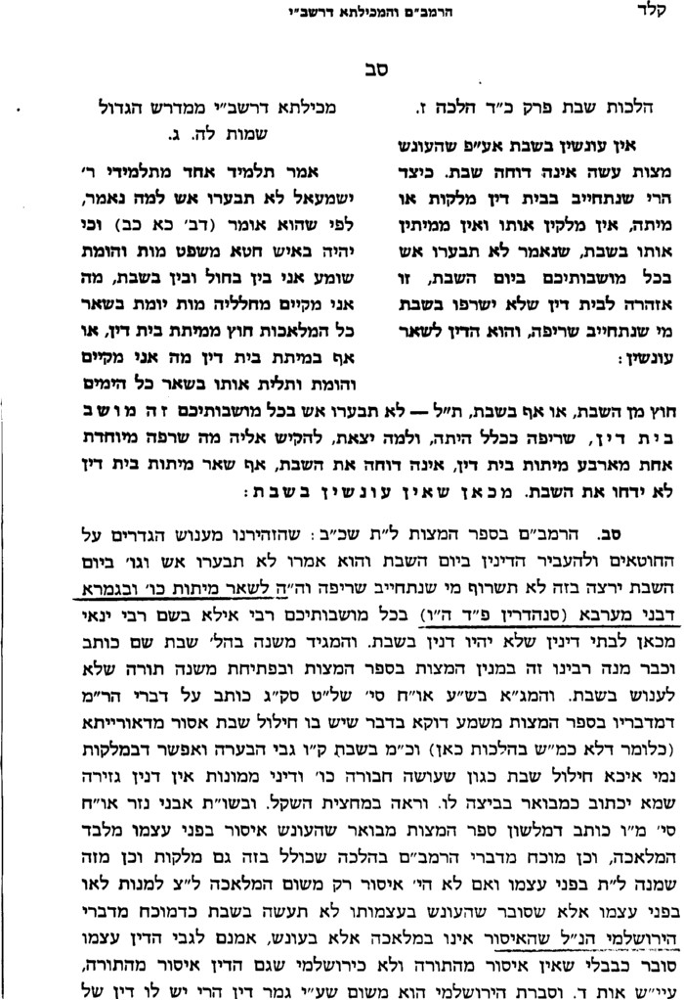 הרמב״ם והמכילתא דרשב״י
קלד
סב
הלכות שבת פרק כ״ד הלכה ז.
אין עונשין בשבת אע״פ שהעונש
מצות עשה אינה דוחה שבת. כיצד
הרי שנתחייב בבית דין מלקות או
מיתה, אין מלקין אותו ואין ממיתין
אותו בשבת, שנאמר לא תבערו אש
בכל מושבותיכם ביום השבת, זו
אזהרה לבית דין שלא ישרפו בשבת
מי שנתחייב שריפה, והוא הדין לשאר
עונשין:
מכילתא דרשב״י ממדרש הגדול
שמות לה. ג.
אמר תלמיד אחד מתלמידי ר׳
ישמעאל לא תבערו אש למה נאמר,
לפי שהוא אומר (דב׳ כא כב) וכי
יהיה באיש חטא משפט מות והומת
שומע אני בין בחול ובין בשבת, מה
אני מקיים מחלליה מות יומת בשאר
כל המלאכות חוץ ממיתת בית דין, או
אף במיתת בית דין מה אני מקיים
והומת ותלית אותו בשאר כל הימים
חוץ מן השבת, או אף בשבת, ת״ל — לא תבערו אש בכל מושבותיכם זה מושב
בית דין, שריפה ככלל היתה, ולמה יצאת, להקיש אליה מה שרפה מיוחדת
אחת מארבע מיתות בית דין, אינה דוחה את השבת, אף שאר מיתות בית דין
לא ידחו את השבת. מכאן שאין עונשין בשבת:
סב. הרמב״ם בספר המצות ל״ת שכ״ב: שהזהירנו מענוש הגדרים על
החוטאים ולהעביר הדינין ביום השבת והוא אמרו לא תבערו אש וגו׳ ביום
השבת ירצה בזה לא תשרוף מי שנתחייב שריפה וה״ה לשאר מיתות כו׳ ובגמרא
דבני מערבא (סנהדרין פ״ד ה״ו) בכל מושבותיכם רבי אילא בשם רבי ינאי
מכאן לבתי דינין שלא יהיו דנין בשבת. והמגיד משנה בהל׳ שבת שם כותב
וכבר מנה רבינו זה במנין המצות בספר המצות ובפתיחת משנה תורה שלא
לענוש בשבת. והמג״א בש״ע או״ח סי׳ של״ט סק״ג כותב על דברי הר״מ
דמדבריו בספר המצות משמע דוקא בדבר שיש בו חילול שבת אסור מדאורייתא
(כלומר דלא כמ״ש בהלכות כאן) וכ״מ בשבת ק״ו גבי הבערה ואפשר דבמלקות
נמי איכא חילול שבת כגון שעושה חבורה כו׳ ודיני ממונות אין דנין גזירה
שמא יכתוב כמבואר בביצה לו. וראה במחצית השקל. ובשו״ת אבני נזר או״ח
סי׳ מ״ו כותב דמלשון ספר המצות מבואר שהעונש איסור בפני עצמו מלבד
המלאכה, וכן מוכח מדברי הרמב״ם בהלכה שכולל בזה גם מלקות וכן מזה
שמנה ל״ת בפני עצמו ואם לא הי׳ איסור רק משום המלאכה ל״צ למנות לאו
בפני עצמו אלא שסובר שהעונש בעצמותו לא תעשה בשבת כדמוכח מדברי
הירושלמי הנ״ל שהאיסור אינו במלאכה אלא בעונש, אמנם לגבי הדין עצמו
סובר כבבלי שאין איסור מהתורה ולא כירושלמי שגם הדין איסור מהתורה,
עיי״ש אות ד. וסברת הירושלמי הוא משום שע״י גמר דין הרי יש לו דין של